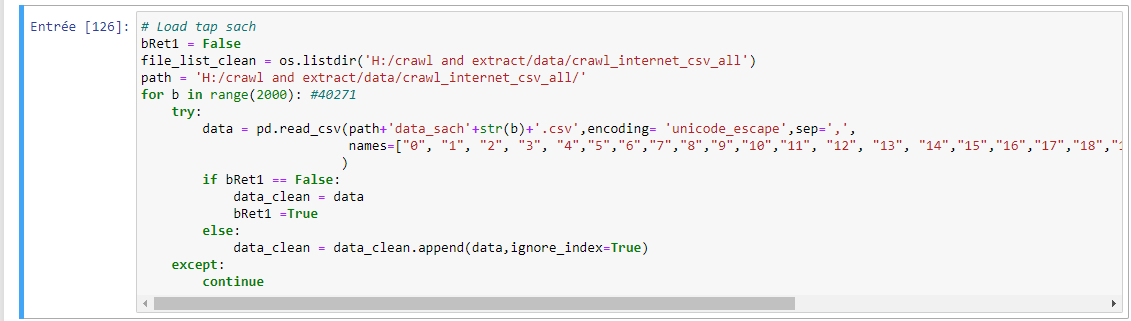 Entrée [126]: # Load tap sach
bRet1 = False
file_list_clean = os.listdir('H:/crawl and extract/data/crawl_internet_csv_all')
path = 'H:/crawl and extract/data/crawl_internet_csv_all/'
for b in range(2000): #40271
try:
data = pd.read_csv(path+'data_sach'+str(b)+'.csv',encoding= 'unicode_escape',sep=',',
names=["0", "1", "2", "3", "4","5","6","7","8","9","10","11", "12", "13", "14","15","16","17","18",
)
if bRet1 == False:
data_clean = data
bRet1 =True
else:
data_clean = data_clean.append(data,ignore_index=True)
except:
continue